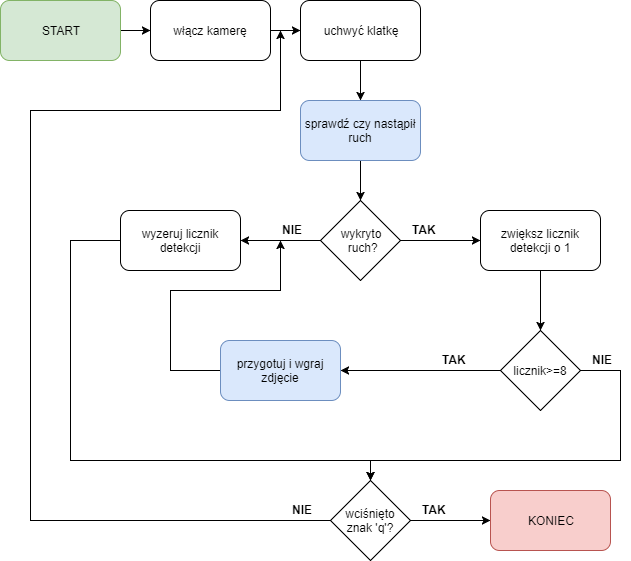 START
włącz kamerę
uchwyć klatkę
sprawdź czy nastąpił
ruch
wyzeruj licznik
detekcji
NIE
wykryto
ruch?
TAK
zwiększ licznik
detekcji o 1
przygotuj i wgraj
zdjęcie
TAK
licznik>=8
NIE
NIE
wciśnięto
znak 'q'?
TAK
KONIEC